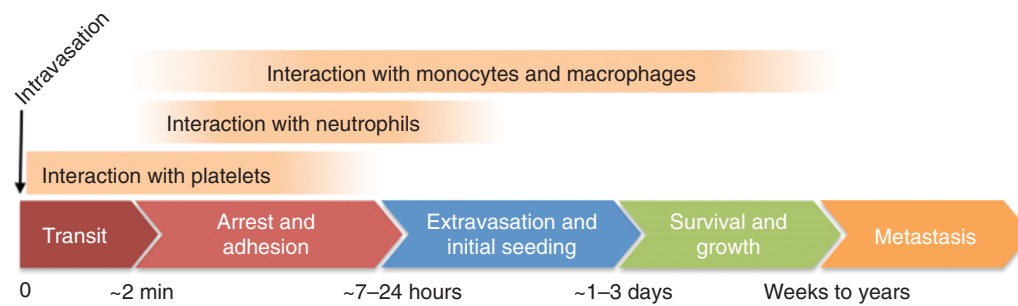 Intravasation
Interaction with monocytes and macrophages
Interaction with neutrophils
Interaction with platelets
Transit
Arrest and
adhesion
Extravasation and
initial seeding
Survival and
growth
Metastasis
0
~2 min
~7–24 hours
~1–3 days
Weeks to years